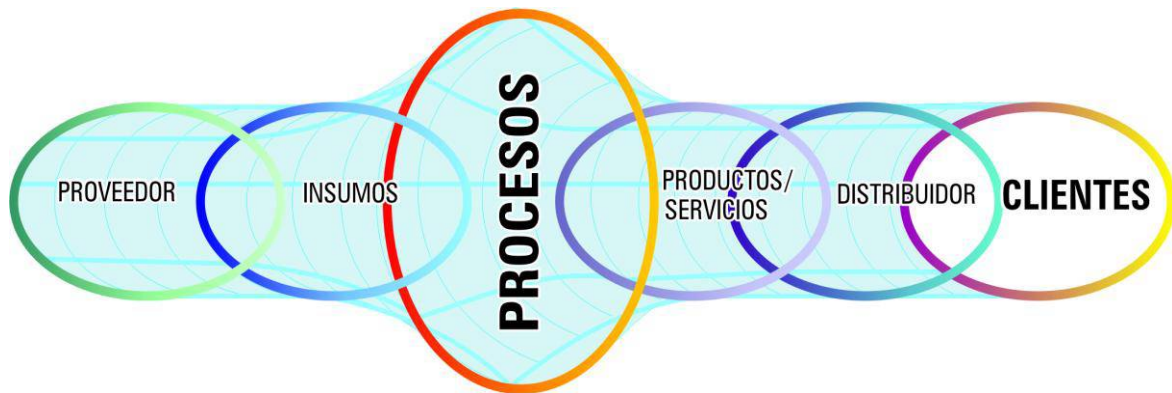 PROVEEDOR
INSUMOS
PROCESOS
PRODUCTOS/
SERVICIOS
DISTRIBUIDOR
CLIENTES